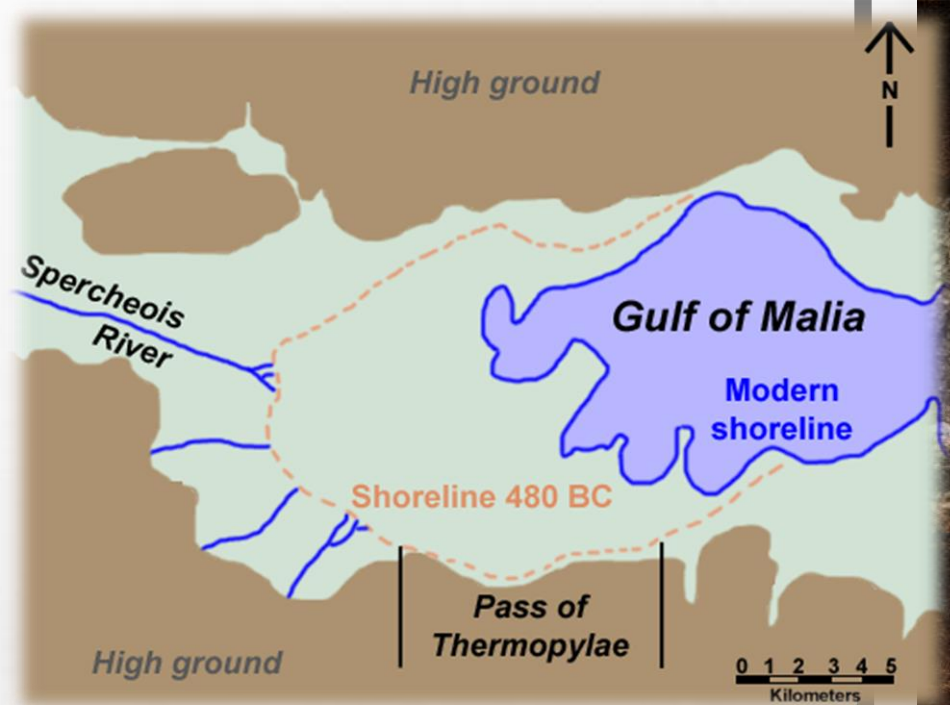 High ground
N
Spercheois
River
Gulf of Malia
Modern
shoreline
Shoreline 480 BC
Pass of
Thermopylae
High ground
0 1 2 3 4 5
Kilometers